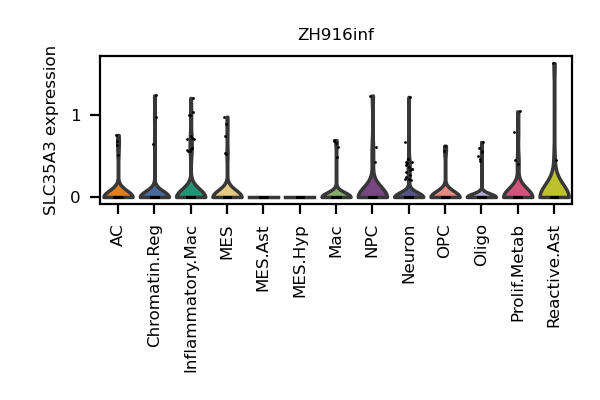 ZH916inf
SLC35A3 expression
1
0
AC
Chromatin.Reg
Inflammatory.Mac
MES
MES.Ast
MES.Hyp
Mac
NPC
Neuron
OPC
Oligo
Prolif.Metab
Reactive.Ast